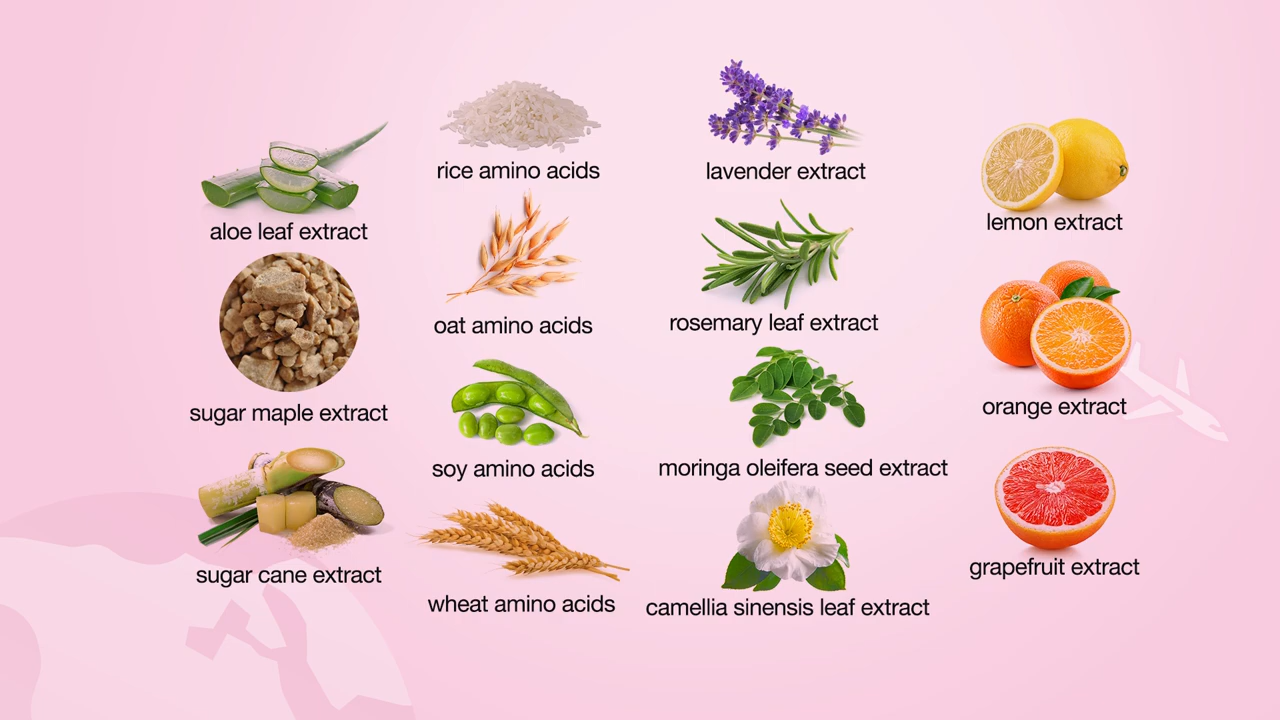 aloe leaf extract
sugar maple extract
sugar cane extract
rice amino acids
oat amino acids
soy amino acids
wheat amino acids
lavender extract
rosemary leaf extract
moringa oleifera seed extract
camellia sinensis leaf extract
lemon extract
orange extract
grapefruit extract